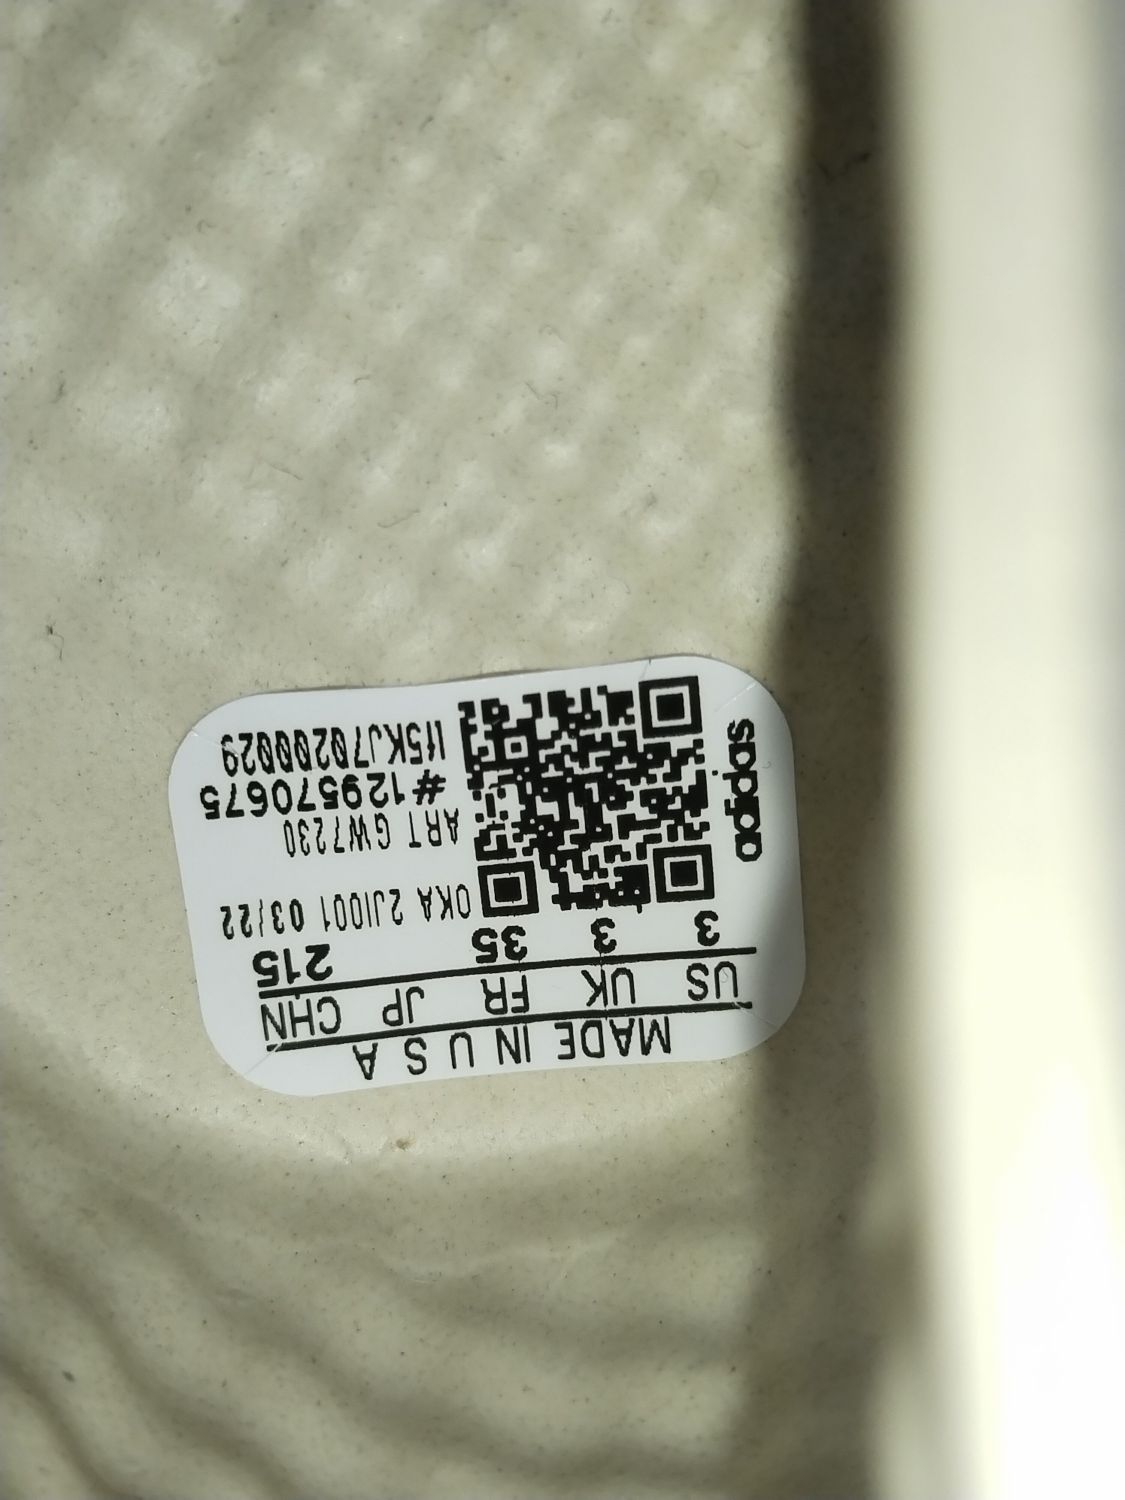 MADE IN U S A
US UK FR JP CHN
3 3 35 215
adidas
OKA 2JI001 03/22
ART GW7230
#129570675
If5KJ70200029